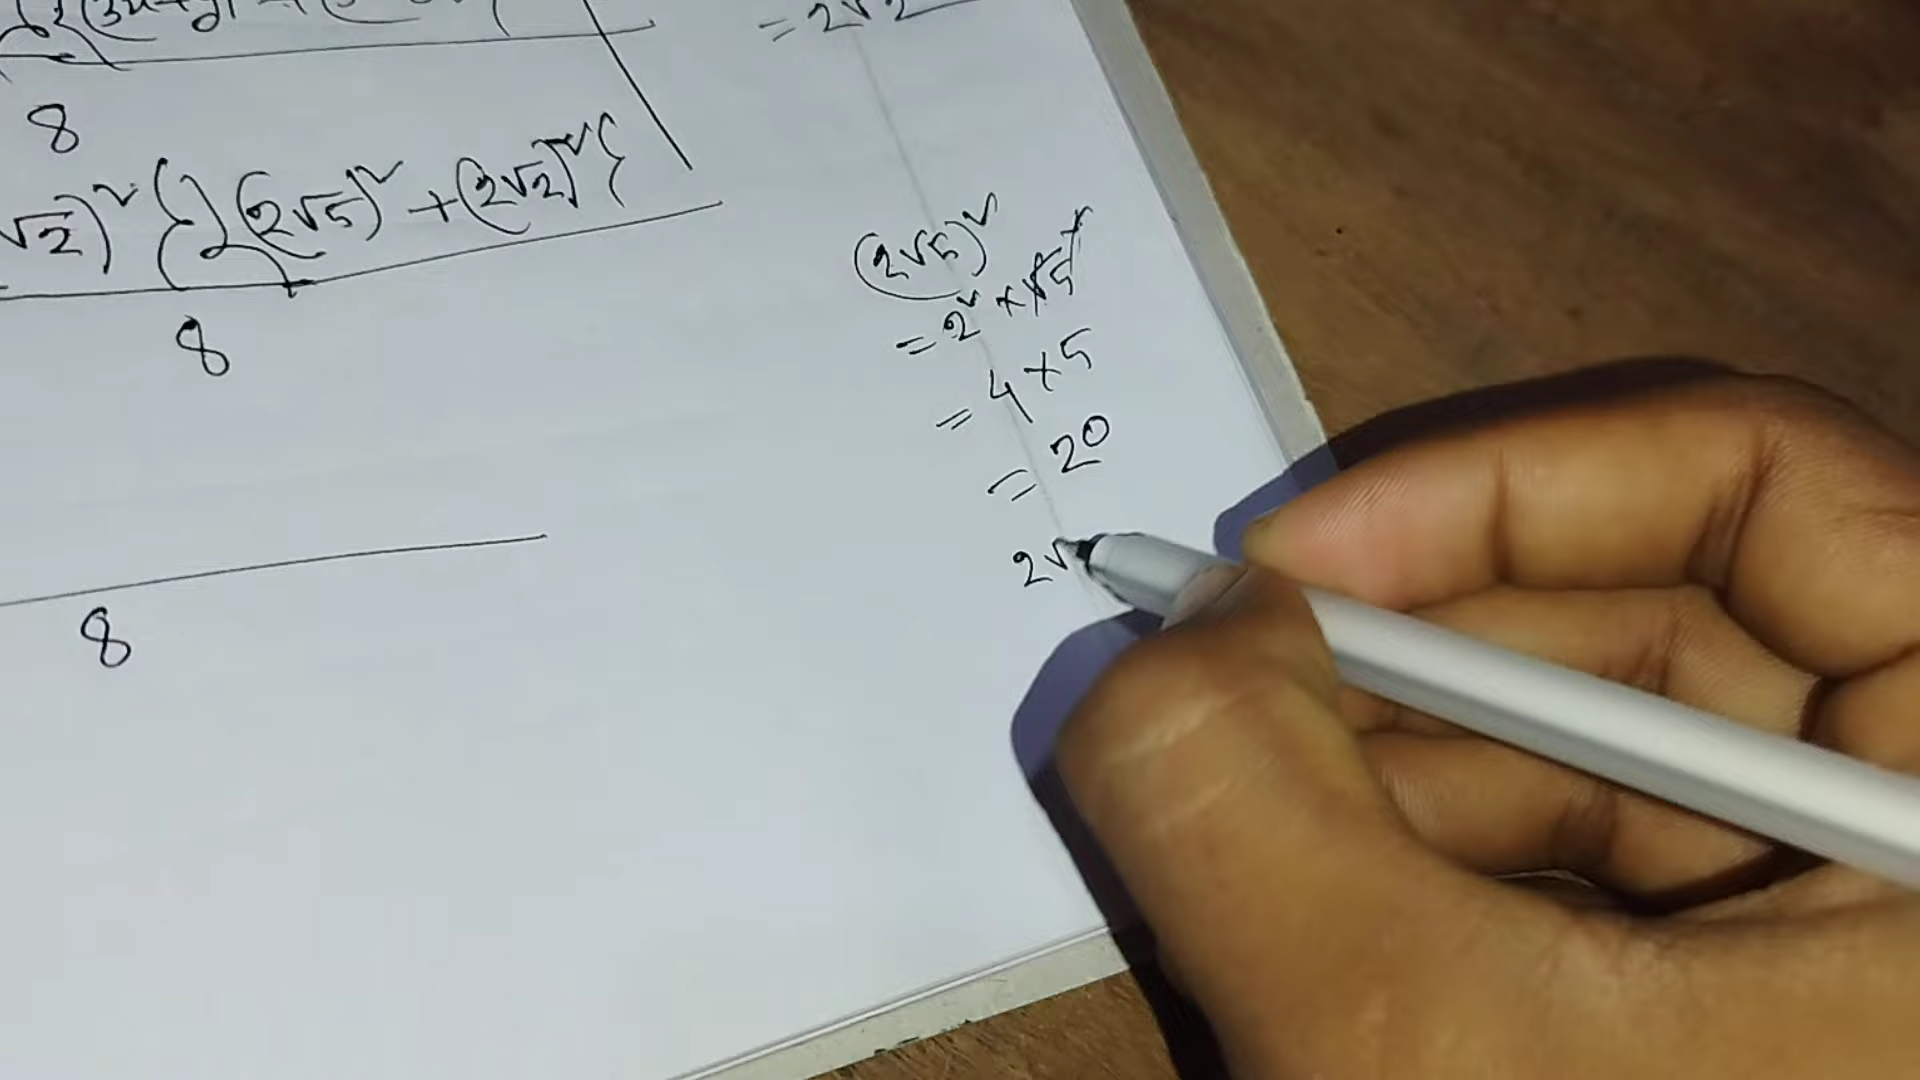 = 2√2
8
√2)² { 2(2√5)² + (2√2)² }
8
8
(2√5)²
= 2² × √5²
= 4 × 5
= 20
2√